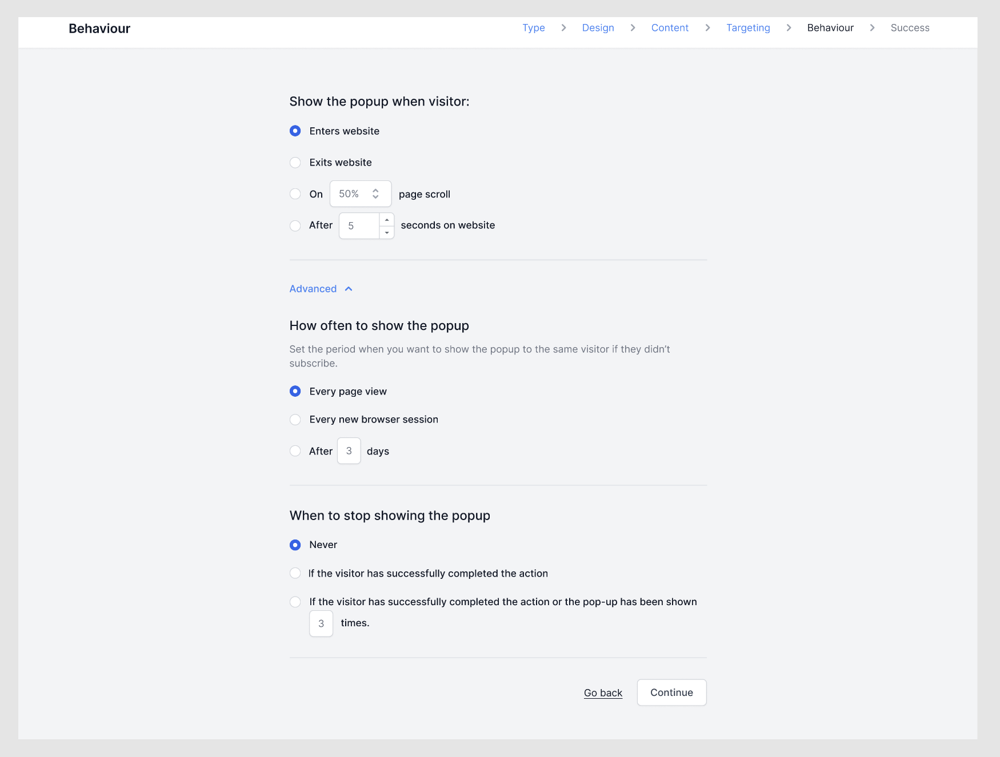 Behaviour
Type
Design
Content
Targeting
Behaviour
Success
Show the popup when visitor:
Enters website
Exits website
On 50% page scroll
After 5 seconds on website
Advanced
How often to show the popup
Set the period when you want to show the popup to the same visitor if they didn’t
subscribe.
Every page view
Every new browser session
After 3 days
When to stop showing the popup
Never
If the visitor has successfully completed the action
If the visitor has successfully completed the action or the pop-up has been shown
3 times.
Go back
Continue